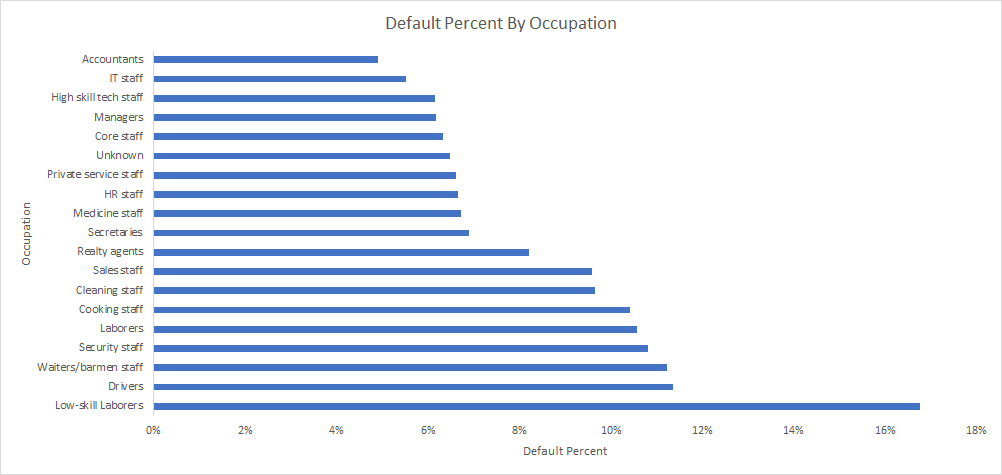 Default Percent By Occupation
Occupation
Accountants
IT staff
High skill tech staff
Managers
Core staff
Unknown
Private service staff
HR staff
Medicine staff
Secretaries
Realty agents
Sales staff
Cleaning staff
Cooking staff
Laborers
Security staff
Waiters/barmen staff
Drivers
Low-skill Laborers
0% 2% 4% 6% 8% 10% 12% 14% 16% 18%
Default Percent